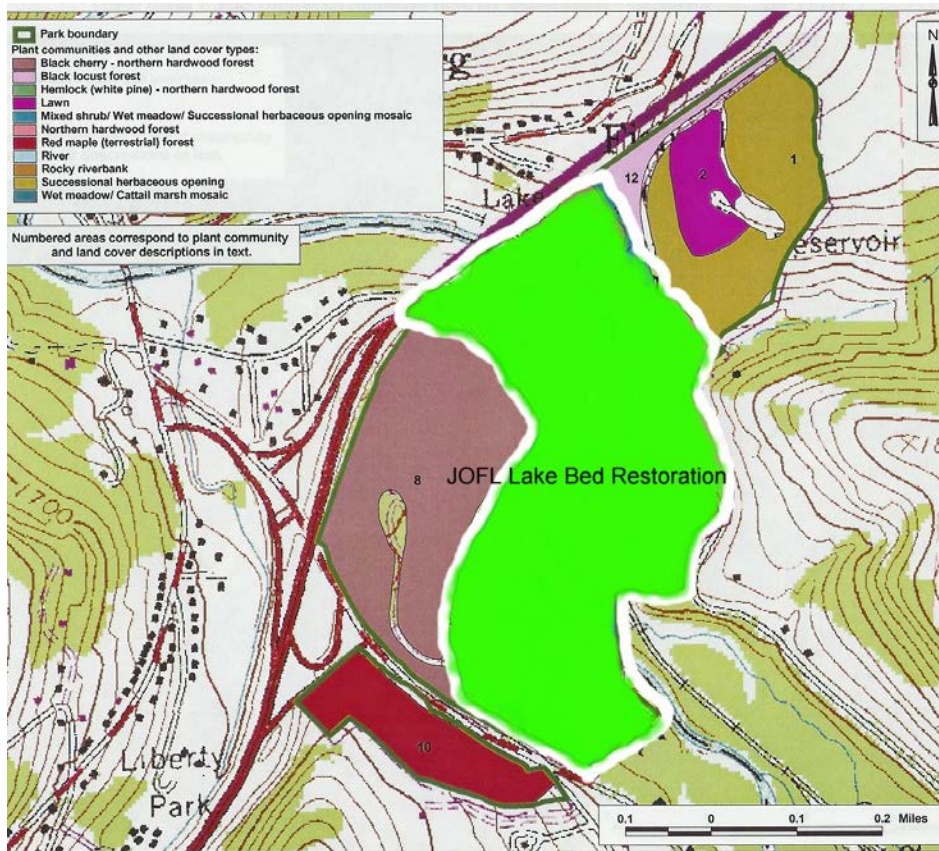 Park boundary
Plant communities and other land cover types:
Black cherry - northern hardwood forest
Black locust forest
Hemlock (white pine) - northern hardwood forest
Lawn
Mixed shrub/ Wet meadow/ Successional herbaceous opening mosaic
Northern hardwood forest
Red maple (terrestrial) forest
River
Rocky riverbank
Successional herbaceous opening
Wet meadow/ Cattail marsh mosaic
Numbered areas correspond to plant community
and land cover descriptions in text.
N
g
Lake
12
2
1
eservoir
8
JOFL Lake Bed Restoration
1700
10
Liberty
Park
0.1 0 0.1 0.2 Miles